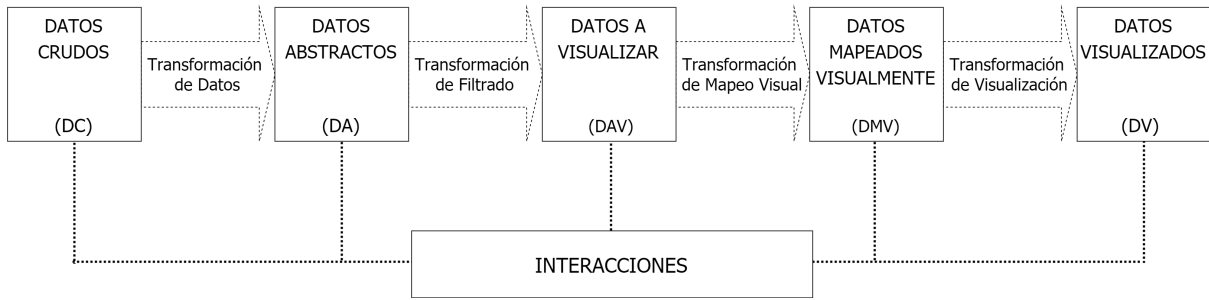 DATOS
CRUDOS
(DC)
Transformación
de Datos
DATOS
ABSTRACTOS
(DA)
Transformación
de Filtrado
DATOS A
VISUALIZAR
(DAV)
Transformación
de Mapeo Visual
DATOS
MAPEADOS
VISUALMENTE
(DMV)
Transformación
de Visualización
DATOS
VISUALIZADOS
(DV)
INTERACCIONES